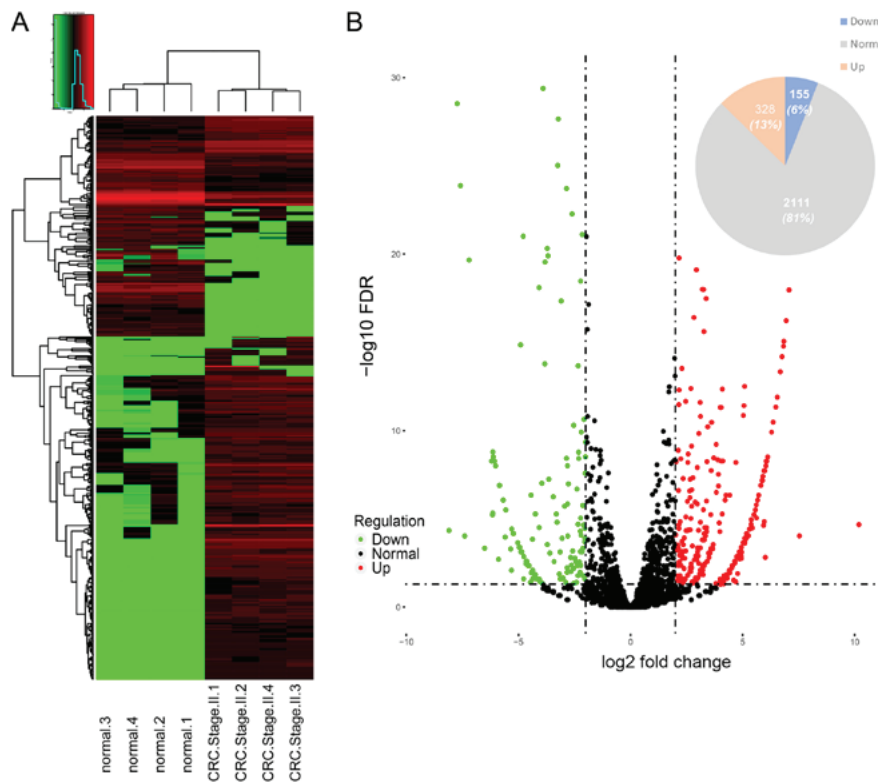 A
B
Down
Normal
Up
155
(6%)
328
(13%)
2111
(81%)
30
20
10
0
−log10 FDR
Regulation
Down
Normal
Up
−10
−5
0
5
10
log2 fold change
normal.3
normal.4
normal.2
normal.1
CRC.Stage.II.1
CRC.Stage.II.2
CRC.Stage.II.4
CRC.Stage.II.3